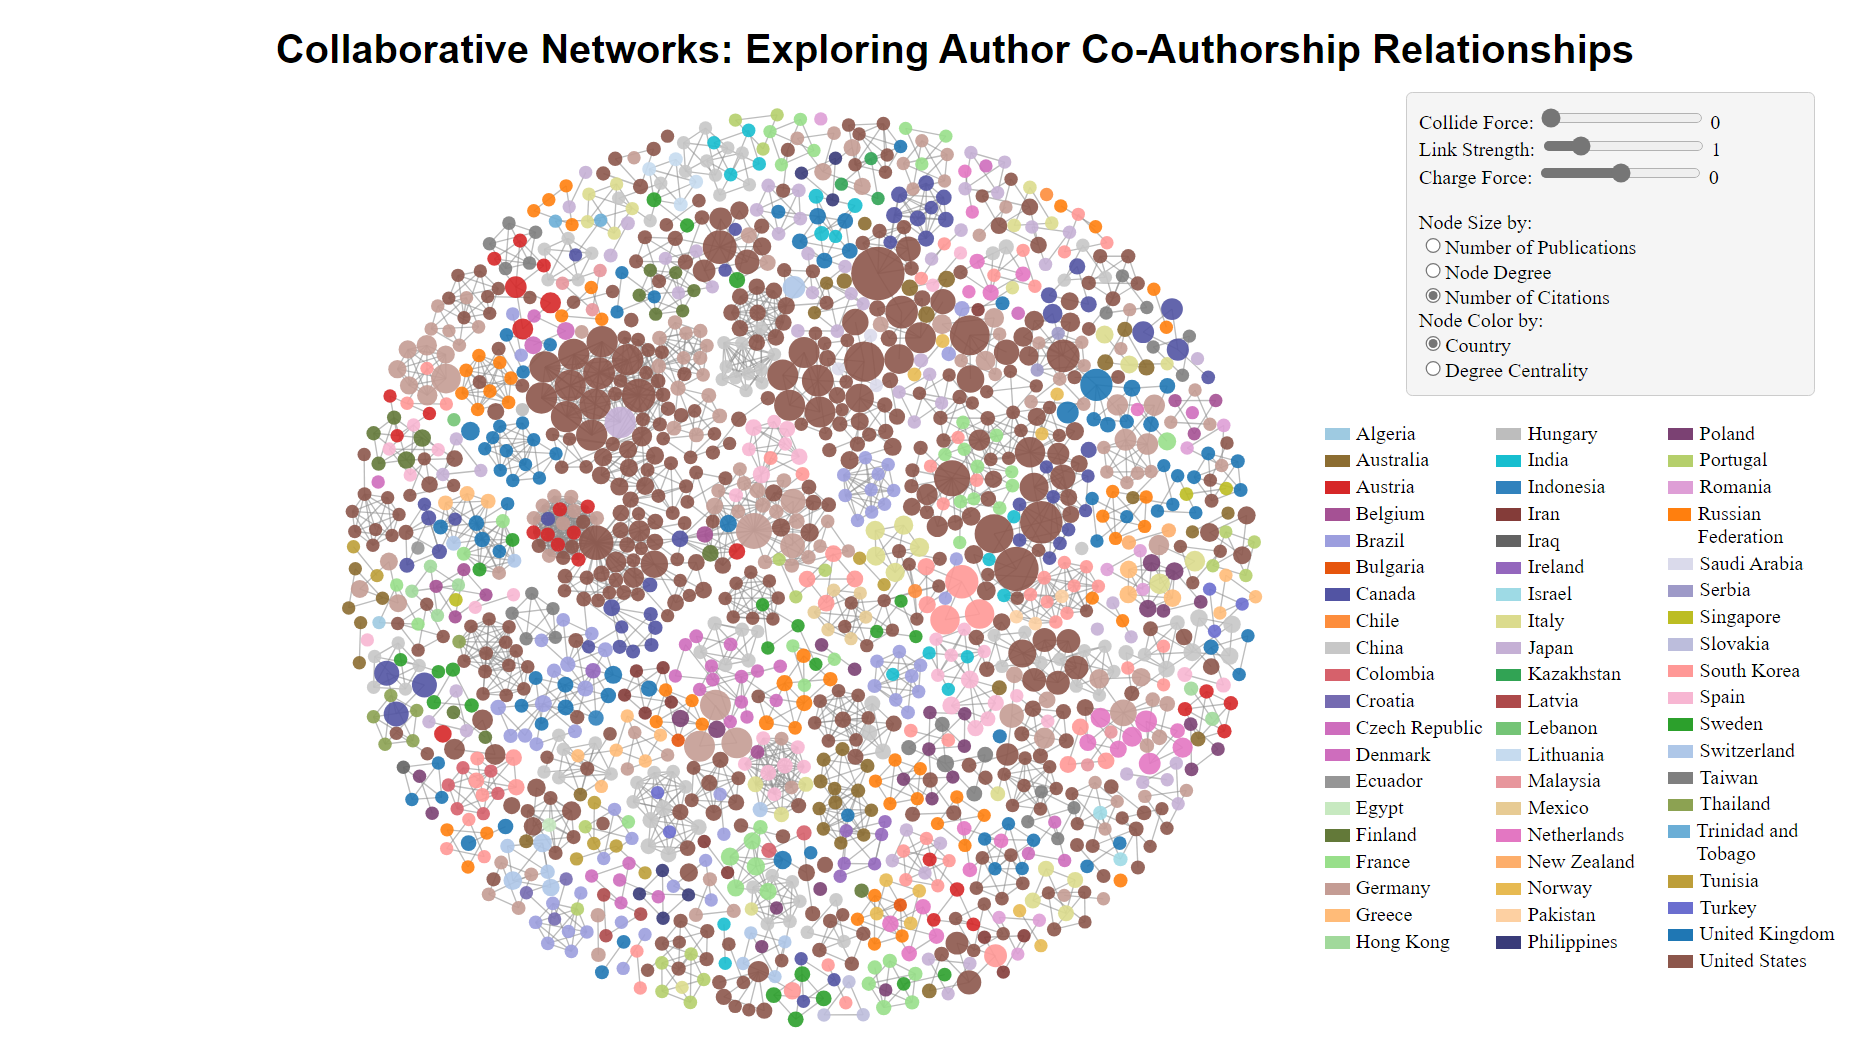 Collaborative Networks: Exploring Author Co-Authorship Relationships
Collide Force: 0
Link Strength: 1
Charge Force: 0
Node Size by:
Number of Publications
Node Degree
Number of Citations
Node Color by:
Country
Degree Centrality
Algeria
Australia
Austria
Belgium
Brazil
Bulgaria
Canada
Chile
China
Colombia
Croatia
Czech Republic
Denmark
Ecuador
Egypt
Finland
France
Germany
Greece
Hong Kong
Hungary
India
Indonesia
Iran
Iraq
Ireland
Israel
Italy
Japan
Kazakhstan
Latvia
Lebanon
Lithuania
Malaysia
Mexico
Netherlands
New Zealand
Norway
Pakistan
Philippines
Poland
Portugal
Romania
Russian
Federation
Saudi Arabia
Serbia
Singapore
Slovakia
South Korea
Spain
Sweden
Switzerland
Taiwan
Thailand
Trinidad and
Tobago
Tunisia
Turkey
United Kingdom
United States